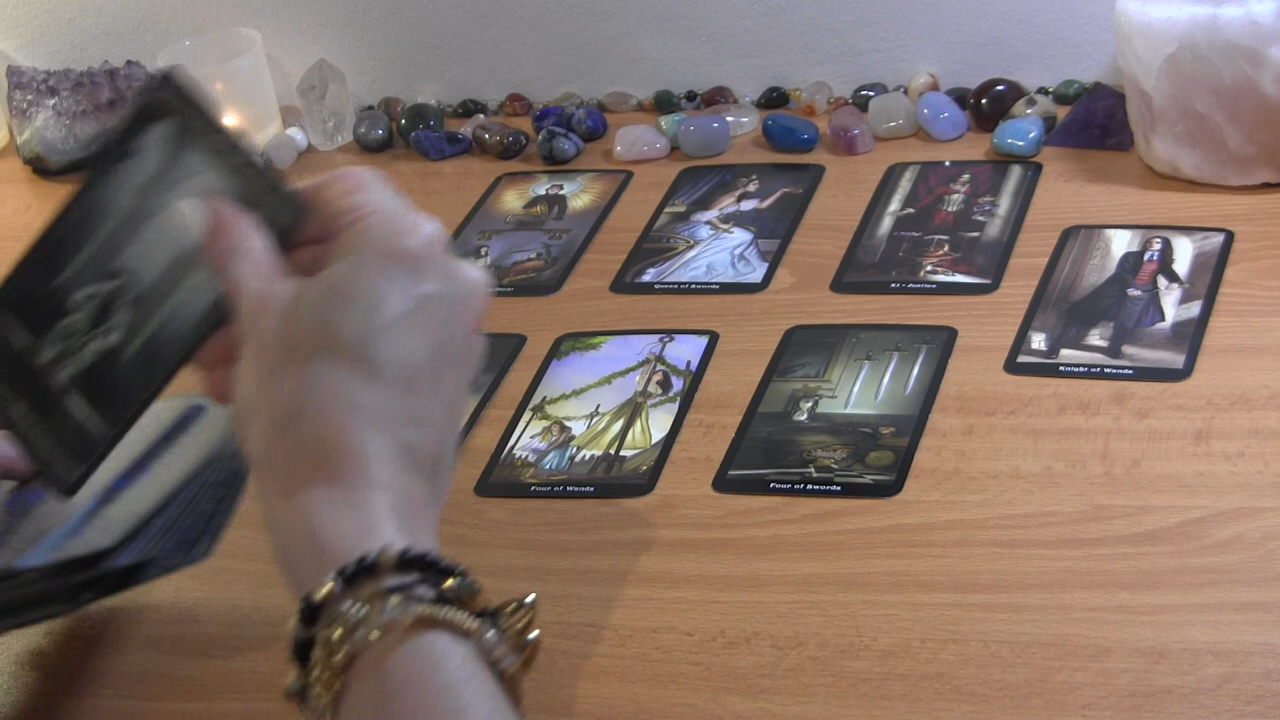 Queen of Swords
XI - Justice
Knight of Wands
Four of Wands
Four of Swords